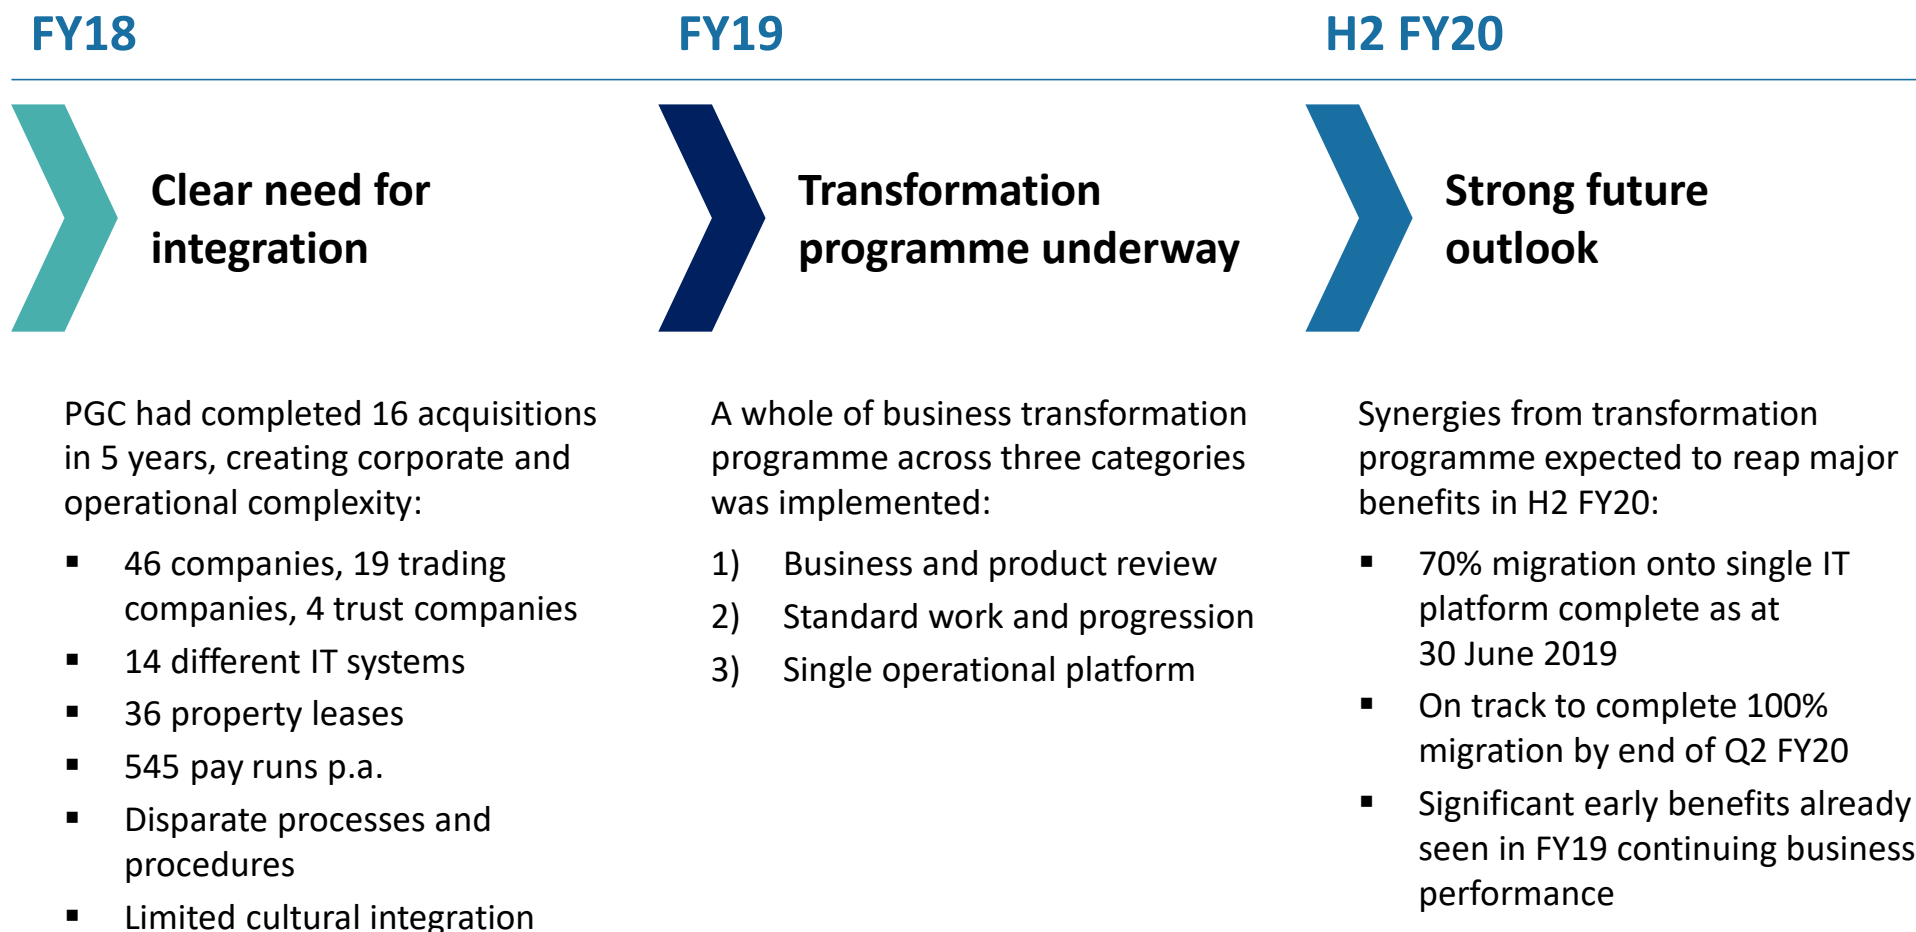 FY18
Clear need for
integration
PGC had completed 16 acquisitions
in 5 years, creating corporate and
operational complexity:
▪ 46 companies, 19 trading
companies, 4 trust companies
▪ 14 different IT systems
▪ 36 property leases
▪ 545 pay runs p.a.
▪ Disparate processes and
procedures
▪ Limited cultural integration
FY19
Transformation
programme underway
A whole of business transformation
programme across three categories
was implemented:
1) Business and product review
2) Standard work and progression
3) Single operational platform
H2 FY20
Strong future
outlook
Synergies from transformation
programme expected to reap major
benefits in H2 FY20:
▪ 70% migration onto single IT
platform complete as at
30 June 2019
▪ On track to complete 100%
migration by end of Q2 FY20
▪ Significant early benefits already
seen in FY19 continuing business
performance